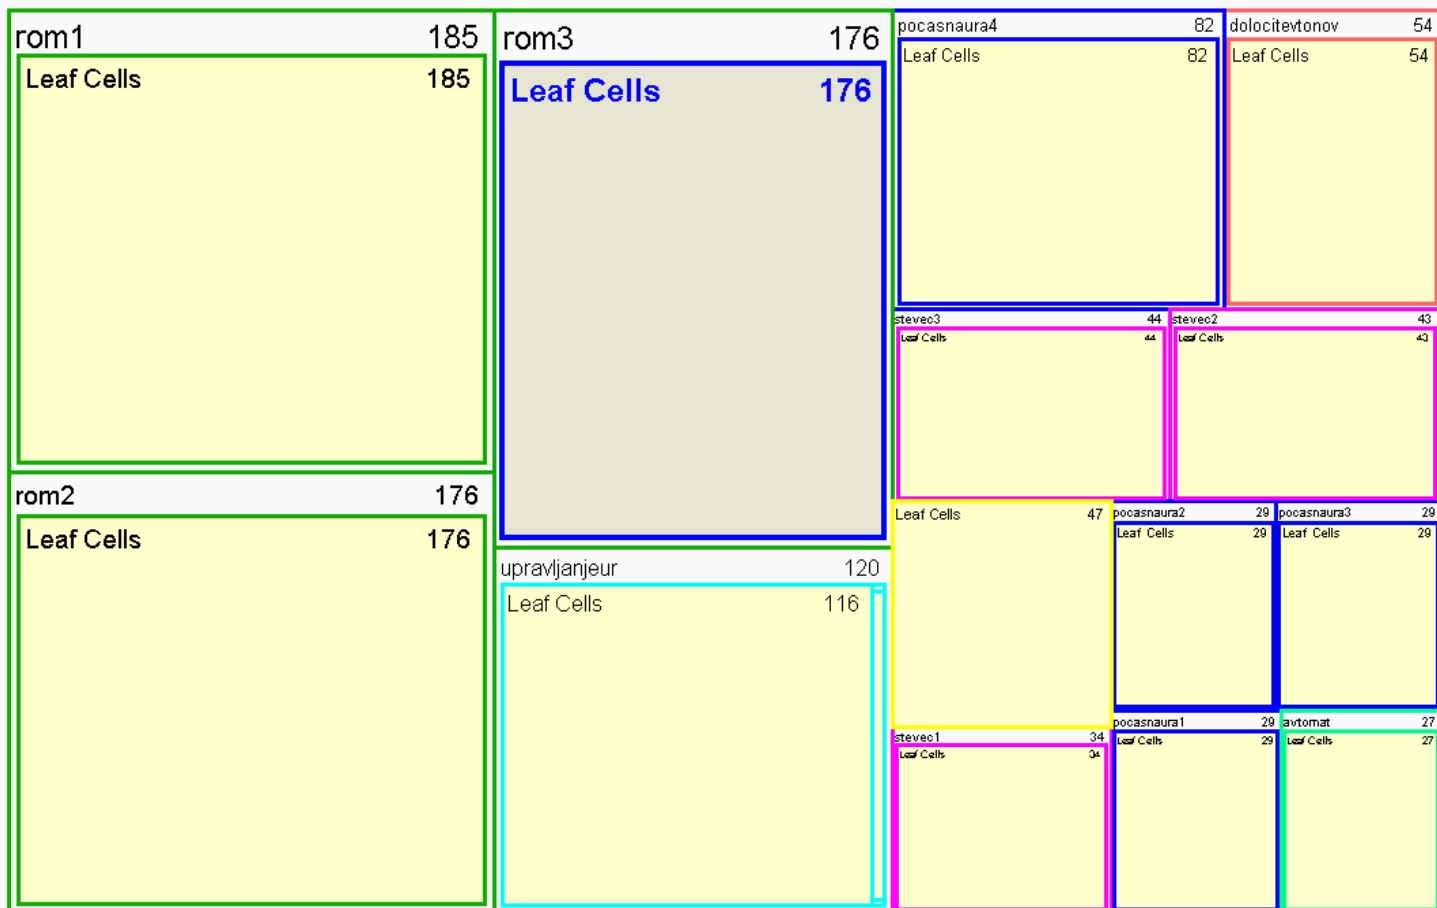 rom1 185
Leaf Cells 185
rom2 176
Leaf Cells 176
rom3 176
Leaf Cells 176
upravljanjeur 120
Leaf Cells 116
pocasnaura4 82
Leaf Cells 82
dolocitevtonov 54
Leaf Cells 54
stevec3 44
Leaf Cells 44
stevec2 43
Leaf Cells 43
Leaf Cells 47
pocasnaura2 29
Leaf Cells 29
pocasnaura3 29
Leaf Cells 29
stevec1 34
Leaf Cells 34
pocasnaura1 29
Leaf Cells 29
avtomat 27
Leaf Cells 27